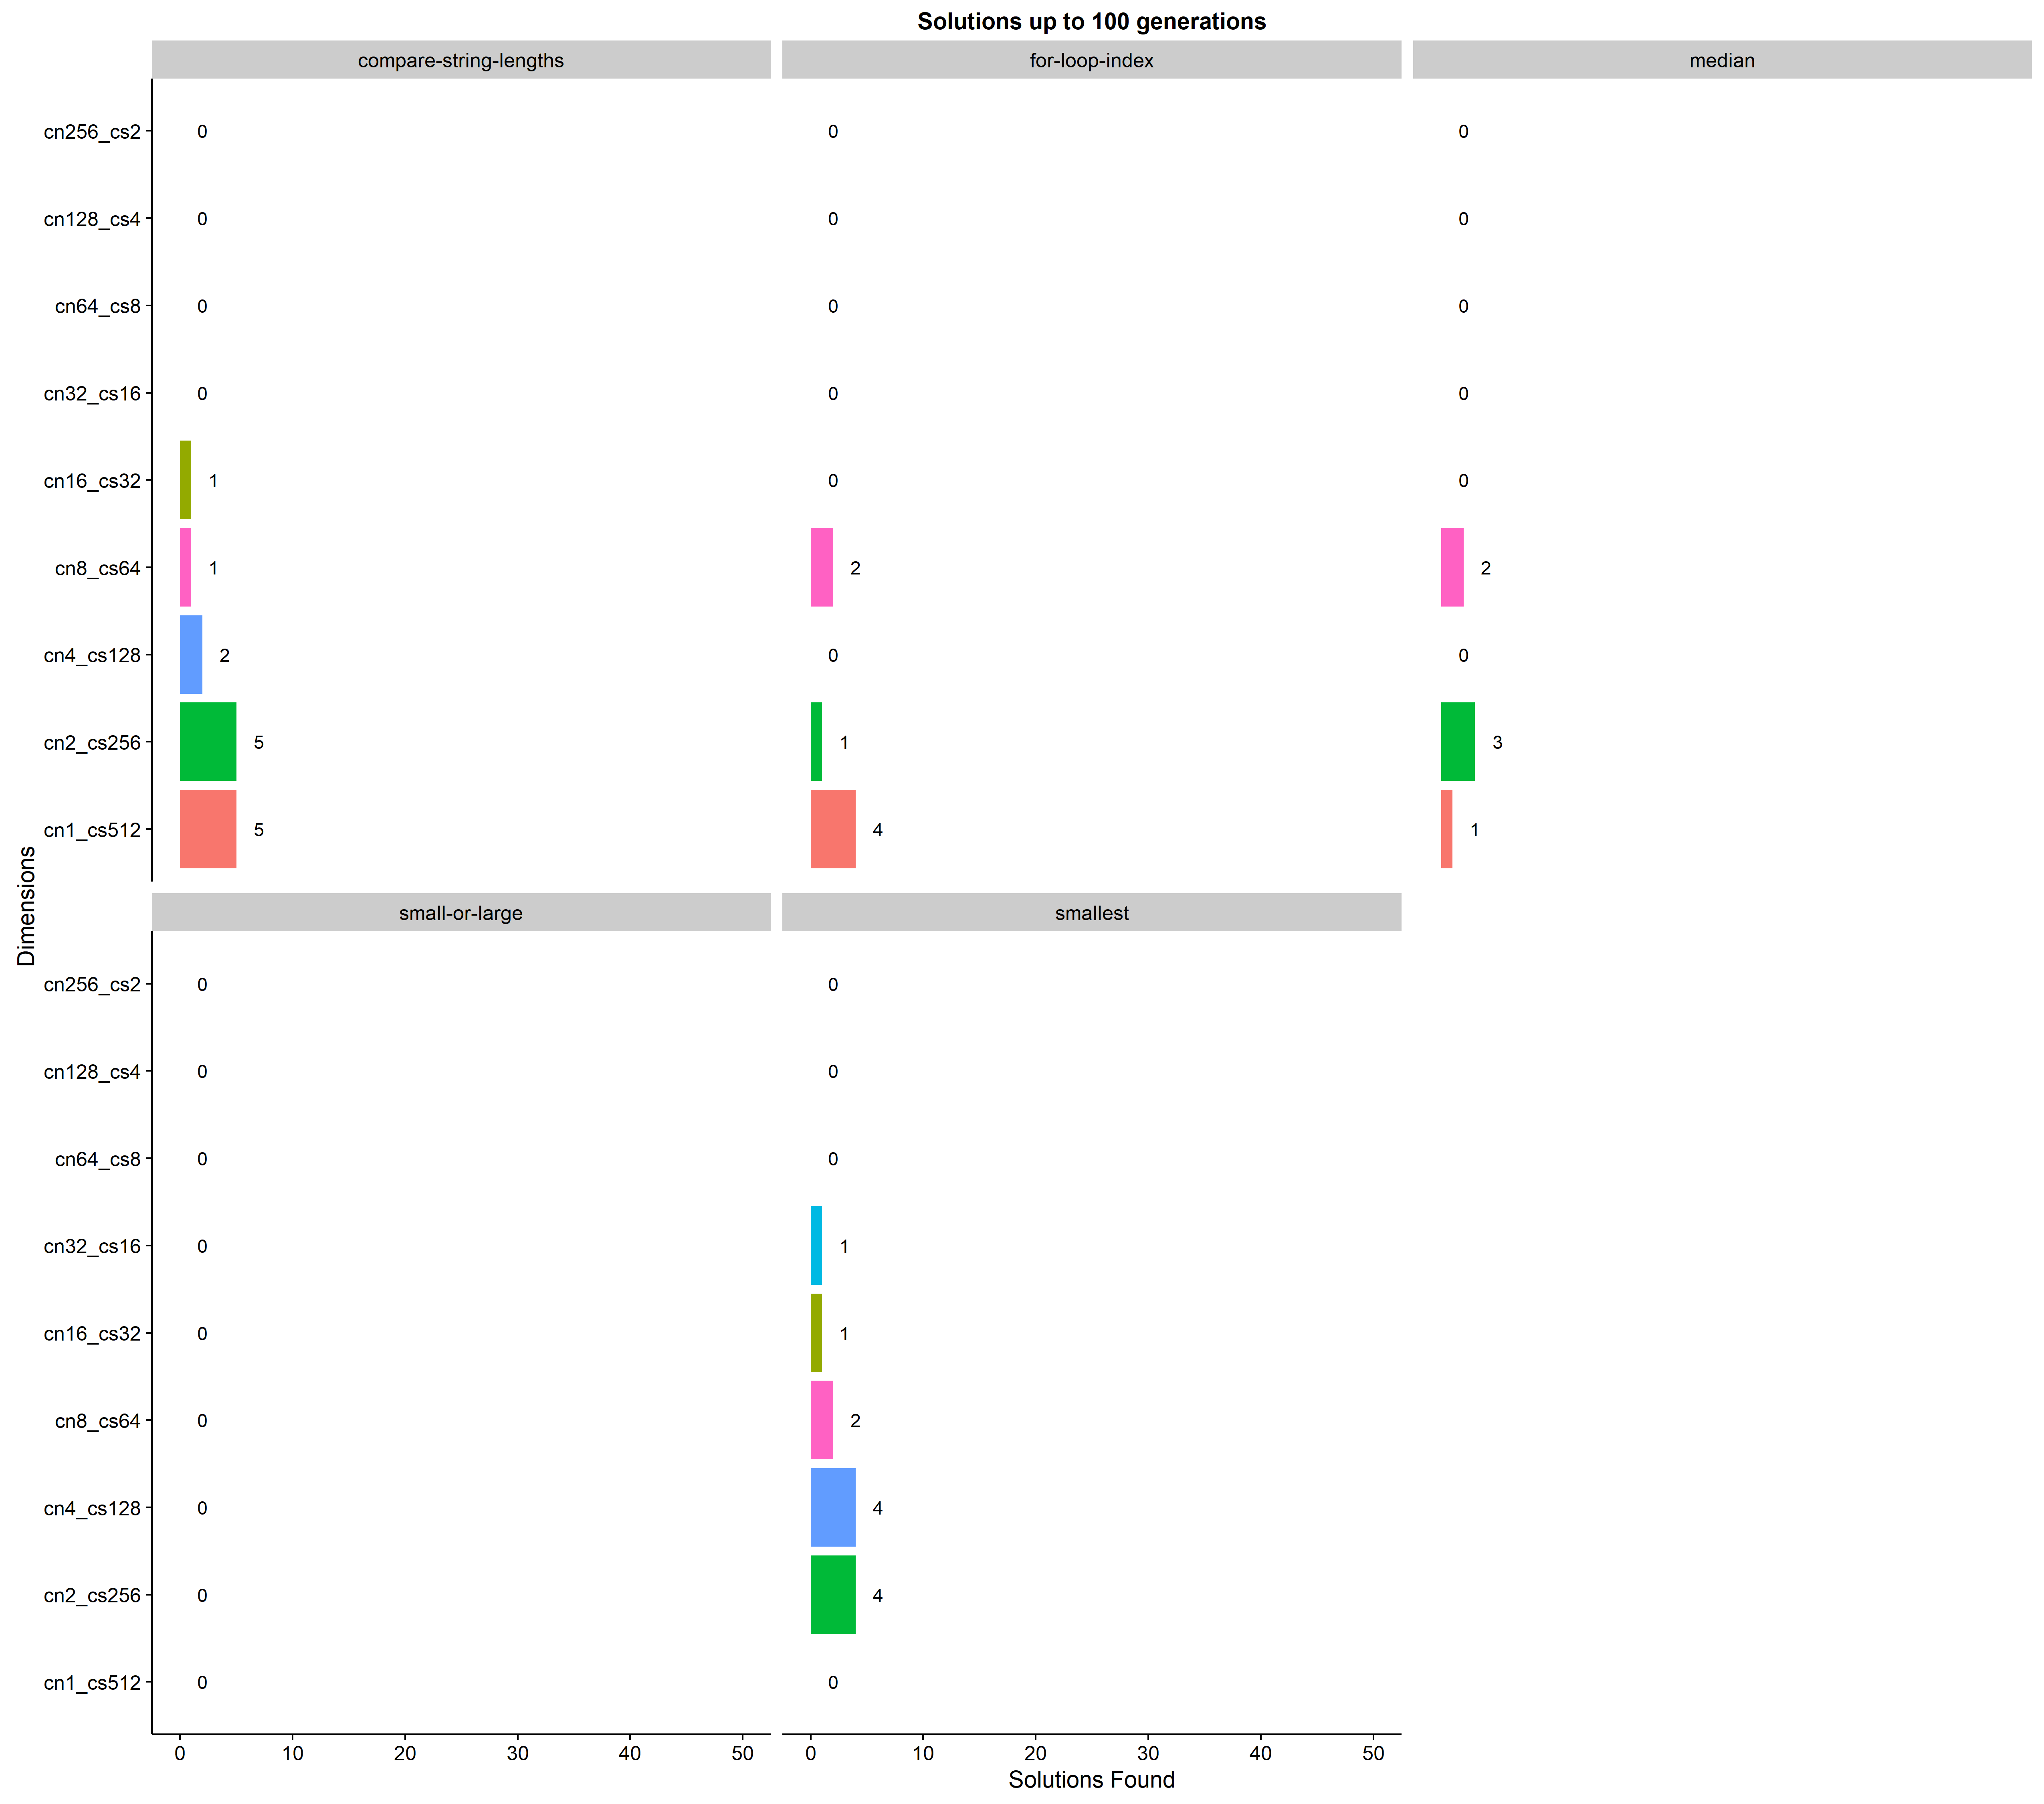 Solutions up to 100 generations
compare-string-lengths for-loop-index median
cn256_cs2 0 0 0
cn128_cs4 0 0 0
cn64_cs8 0 0 0
cn32_cs16 0 0 0
cn16_cs32 1 0 0
cn8_cs64 1 2 2
cn4_cs128 2 0 0
cn2_cs256 5 1 3
cn1_cs512 5 4 1
Dimensions
small-or-large smallest
cn256_cs2 0 0
cn128_cs4 0 0
cn64_cs8 0 0
cn32_cs16 0 1
cn16_cs32 0 1
cn8_cs64 0 2
cn4_cs128 0 4
cn2_cs256 0 4
cn1_cs512 0 0
0 10 20 30 40 50 0 10 20 30 40 50
Solutions Found